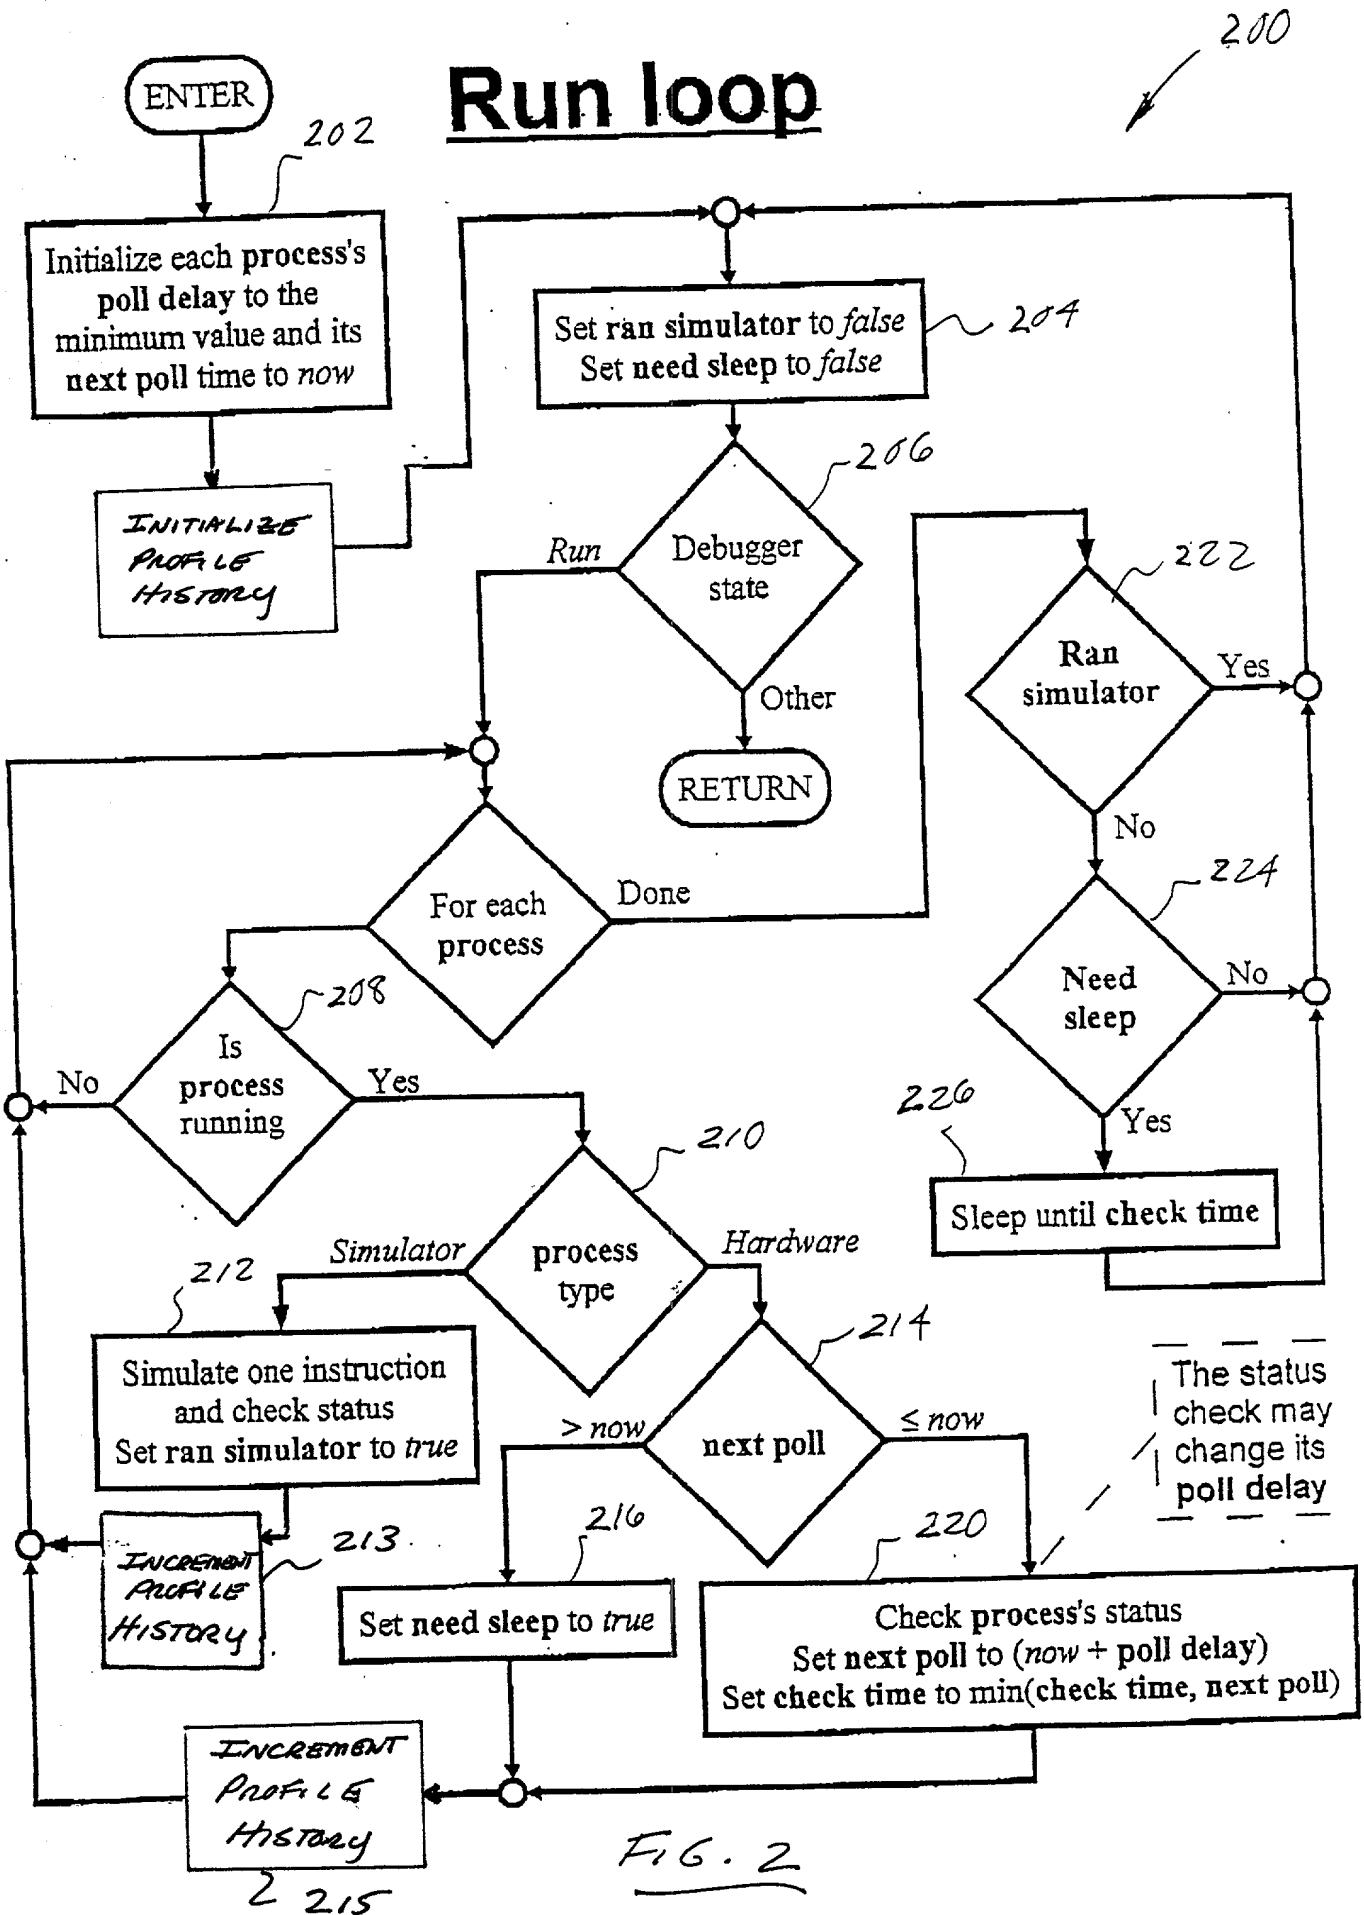 200
ENTER
Run loop
202
Initialize each process's
poll delay to the
minimum value and its
next poll time to now
INITIALIZE
PROFILE
HISTORY
Set ran simulator to false
Set need sleep to false
204
206
Debugger
state
Run
Other
RETURN
222
Ran
simulator
Yes
No
For each
process
Done
224
Need
sleep
No
Yes
208
Is
process
running
No
Yes
226
Sleep until check time
210
process
type
Simulator
Hardware
212
Simulate one instruction
and check status
Set ran simulator to true
214
next poll
> now
≤ now
The status
check may
change its
poll delay
213
INCREMENT
PROFILE
HISTORY
216
Set need sleep to true
220
Check process's status
Set next poll to (now + poll delay)
Set check time to min(check time, next poll)
INCREMENT
PROFILE
HISTORY
215
FIG. 2